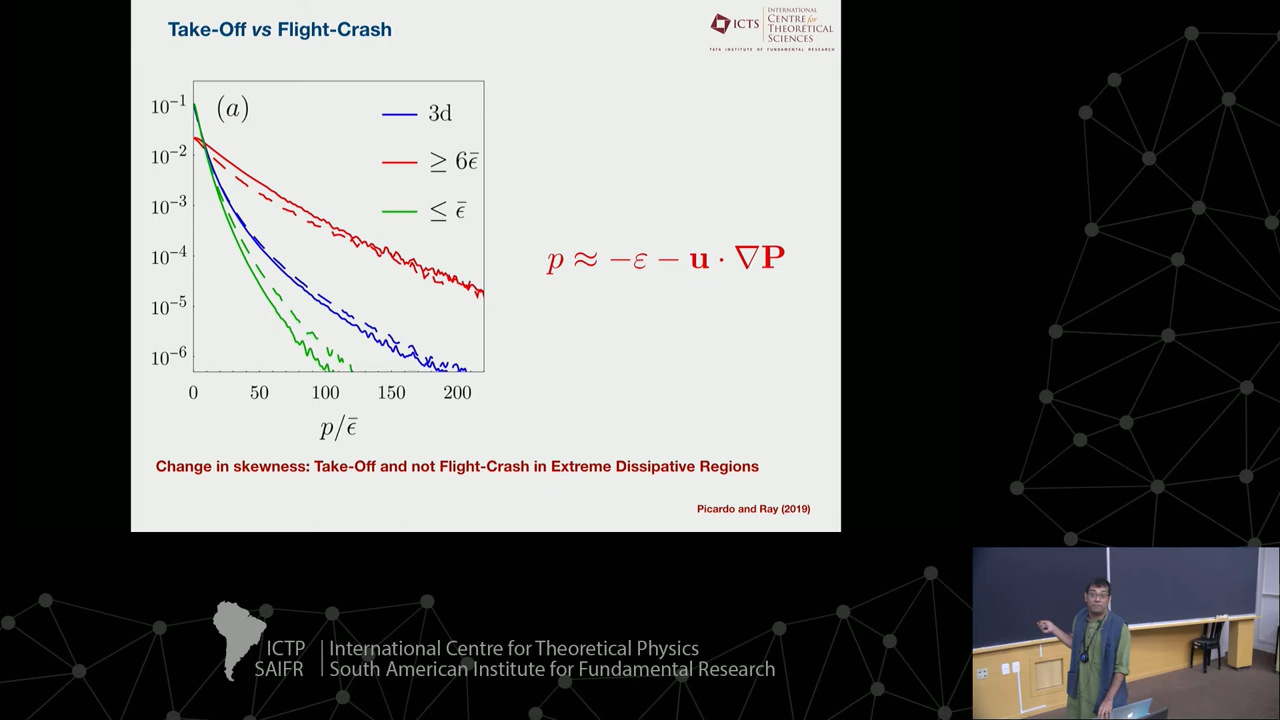 Take-Off vs Flight-Crash
ICTS
INTERNATIONAL
CENTRE for
THEORETICAL
SCIENCES
TATA INSTITUTE OF FUNDAMENTAL RESEARCH
(a)
3d
≥ 6ε̄
≤ ε̄
10⁻¹
10⁻²
10⁻³
10⁻⁴
10⁻⁵
10⁻⁶
0 50 100 150 200
p/ε̄
p ≈ −ε − u · ∇P
Change in skewness: Take-Off and not Flight-Crash in Extreme Dissipative Regions
Picardo and Ray (2019)
ICTP
SAIFR
International Centre for Theoretical Physics
South American Institute for Fundamental Research